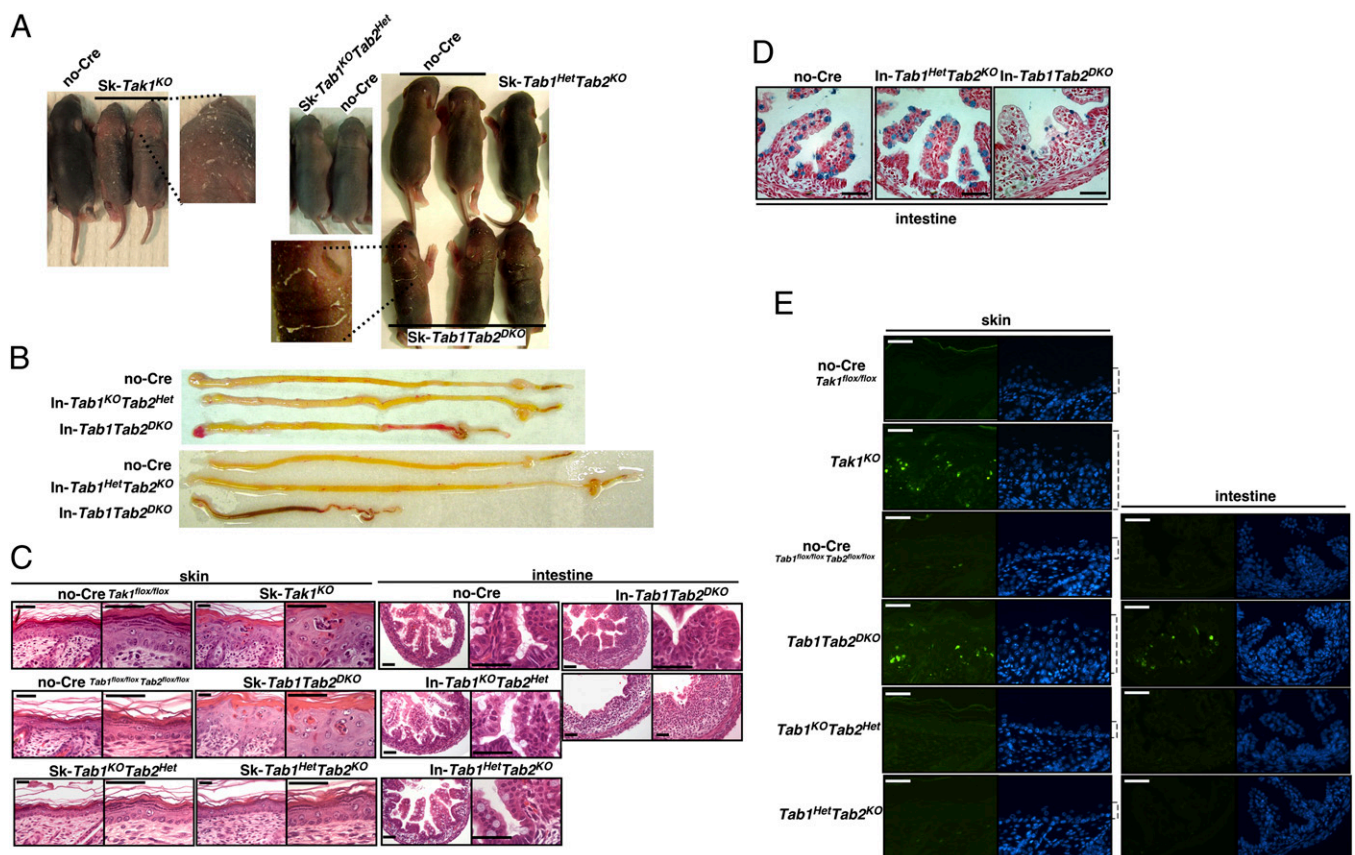 A
no-Cre
Sk-Tak1KO
Sk-Tab1KOTab2Het
no-Cre
no-Cre
Sk-Tab1HetTab2KO
Sk-Tab1Tab2DKO
B
no-Cre
In-Tab1KOTab2Het
In-Tab1Tab2DKO
no-Cre
In-Tab1HetTab2KO
In-Tab1Tab2DKO
C
skin
intestine
no-Cre Tak1flox/flox
Sk-Tak1KO
no-Cre
In-Tab1Tab2DKO
no-Cre Tab1flox/flox Tab2flox/flox
Sk-Tab1Tab2DKO
In-Tab1KOTab2Het
Sk-Tab1KOTab2Het
Sk-Tab1HetTab2KO
In-Tab1HetTab2KO
D
no-Cre
In-Tab1HetTab2KO
In-Tab1Tab2DKO
intestine
E
skin
no-Cre
Tak1flox/flox
Tak1KO
intestine
no-Cre
Tab1flox/flox Tab2flox/flox
Tab1Tab2DKO
Tab1KOTab2Het
Tab1HetTab2KO